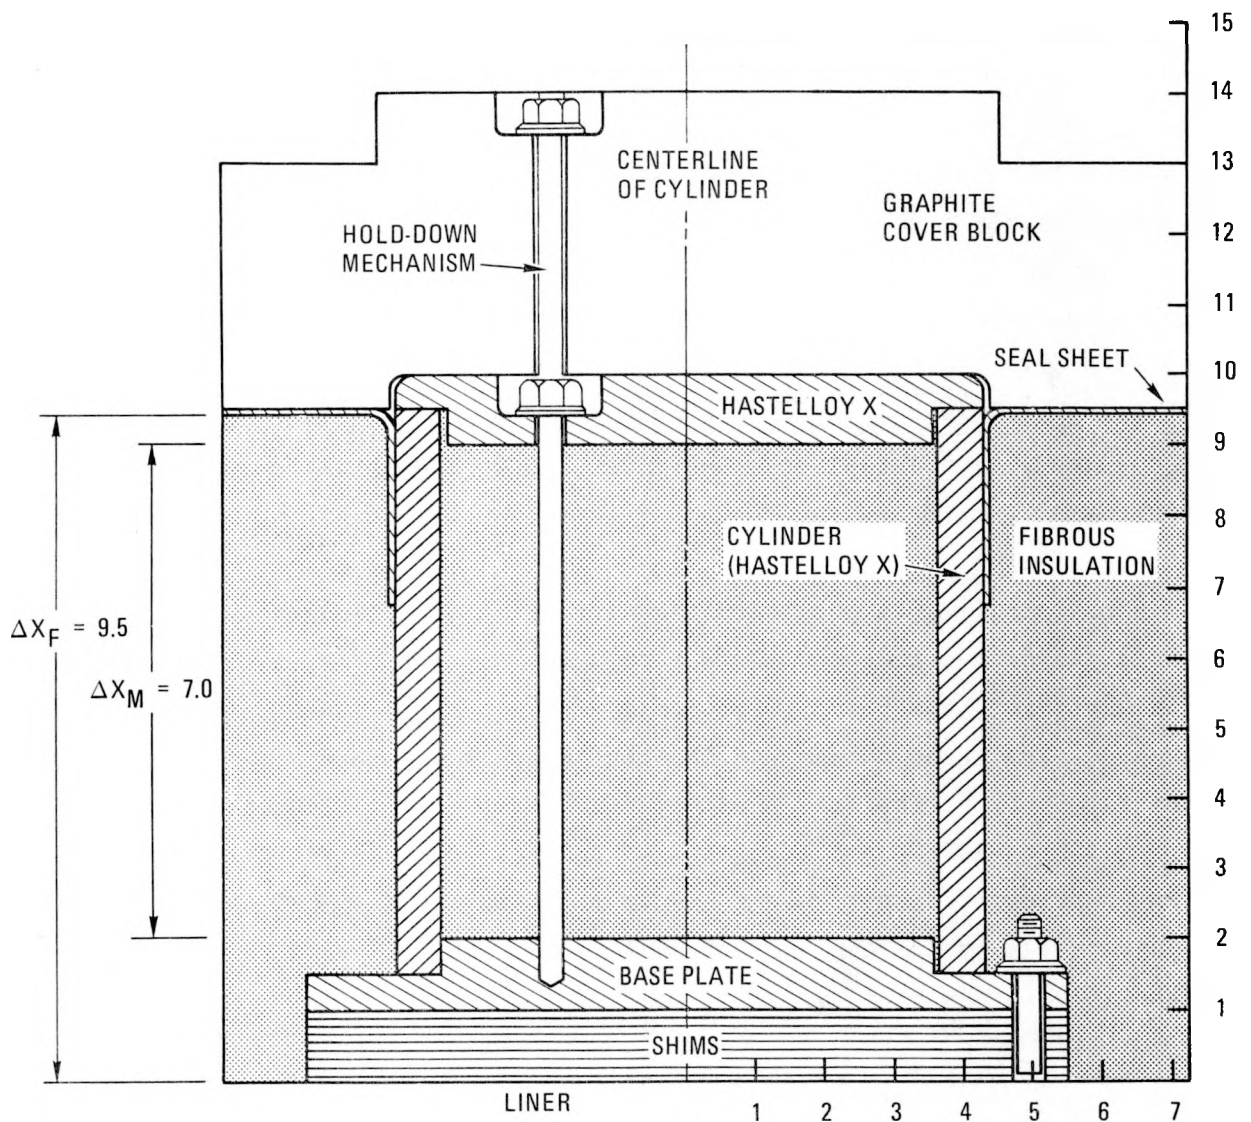 15
14
CENTERLINE
OF CYLINDER
13
GRAPHITE
COVER BLOCK
HOLD-DOWN
MECHANISM
12
11
SEAL SHEET
10
HASTELLOY X
9
8
CYLINDER
(HASTELLOY X)
FIBROUS
INSULATION
7
ΔX_F = 9.5
6
ΔX_M = 7.0
5
4
3
2
BASE PLATE
1
SHIMS
LINER
1 2 3 4 5 6 7